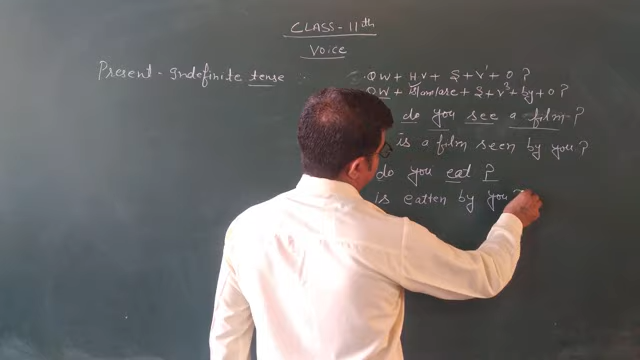 CLASS - 11th
Voice
Present - Indefinite tense :
QW + H.V + S + V¹ + O ?
QW + is/am/are + S + V³ + by + O ?
do you see a film ?
is a film seen by you ?
do you eat ?
is eatten by you ?